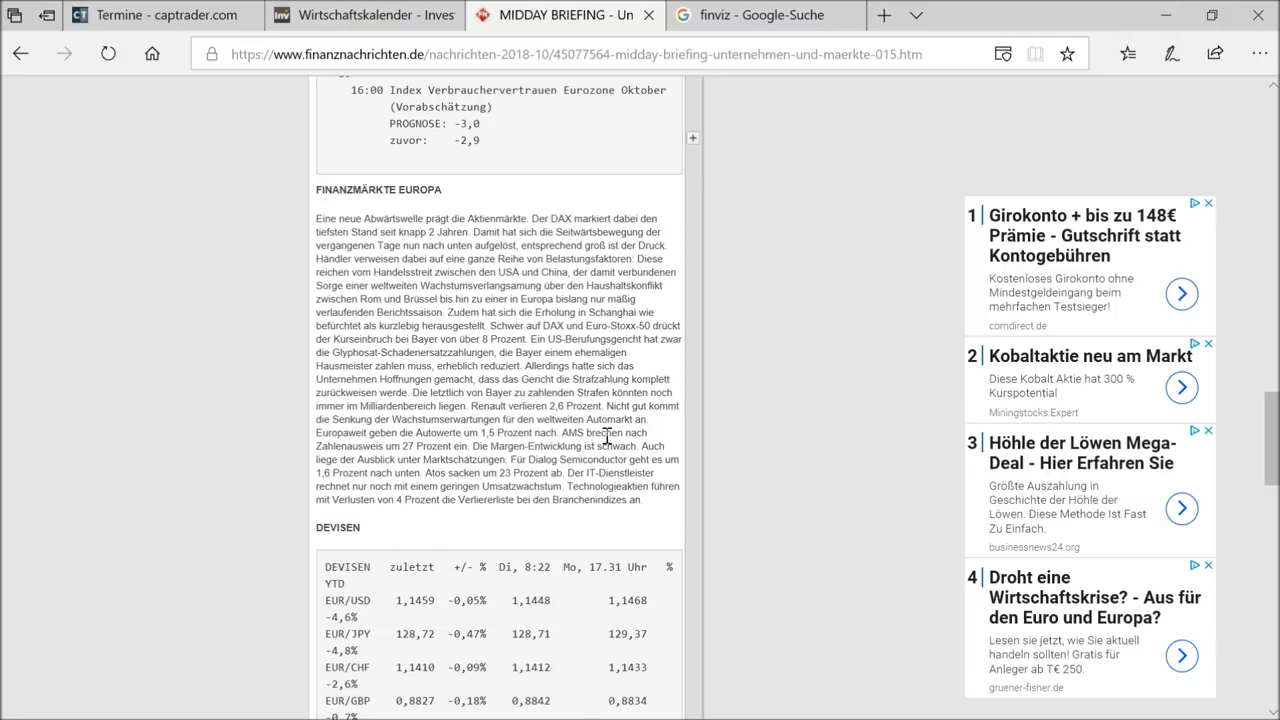 Termine - captrader.com
Wirtschaftskalender - Inves
MIDDAY BRIEFING - Un
finviz - Google-Suche
https://www.finanznachrichten.de/nachrichten-2018-10/45077564-midday-briefing-unternehmen-und-maerkte-015.htm
16:00 Index Verbrauchervertrauen Eurozone Oktober
(Vorabschätzung)
PROGNOSE: -3,0
zuvor: -2,9
FINANZMÄRKTE EUROPA
Eine neue Abwärtswelle prägt die Aktienmärkte. Der DAX markiert dabei den
tiefsten Stand seit knapp 2 Jahren. Damit hat sich die Seitwärtsbewegung der
vergangenen Tage nun nach unten aufgelöst, entsprechend groß ist der Druck.
Händler verweisen dabei auf eine ganze Reihe von Belastungsfaktoren: Diese
reichen vom Handelsstreit zwischen den USA und China, der damit verbundenen
Sorge einer weltweiten Wachstumsverlangsamung über den Haushaltskonflikt
zwischen Rom und Brüssel bis hin zu einer in Europa bislang nur mäßig
verlaufenden Berichtssaison. Zudem hat sich die Erholung in Schanghai wie
befürchtet als kurzlebig herausgestellt. Schwer auf DAX und Euro-Stoxx-50 drückt
der Kurseinbruch bei Bayer von über 8 Prozent. Ein US-Berufungsgericht hat zwar
die Glyphosat-Schadenersatzzahlungen, die Bayer einem ehemaligen
Hausmeister zahlen muss, erheblich reduziert. Allerdings hatte sich das
Unternehmen Hoffnungen gemacht, dass das Gericht die Strafzahlung komplett
zurückweisen werde. Die letztlich von Bayer zu zahlenden Strafen könnten noch
immer im Milliardenbereich liegen. Renault verlieren 2,6 Prozent. Nicht gut kommt
die Senkung der Wachstumserwartungen für den weltweiten Automarkt an.
Europaweit geben die Autowerte um 1,5 Prozent nach. AMS brechen nach
Zahlenausweis um 27 Prozent ein. Die Margen-Entwicklung ist schwach. Auch
liege der Ausblick unter Marktschätzungen. Für Dialog Semiconductor geht es um
1,6 Prozent nach unten. Atos sacken um 23 Prozent ab. Der IT-Dienstleister
rechnet nur noch mit einem geringen Umsatzwachstum. Technologieaktien führen
mit Verlusten von 4 Prozent die Verliererliste bei den Branchenindizes an.
DEVISEN
DEVISEN zuletzt +/- % Di, 8:22 Mo, 17.31 Uhr %
YTD
EUR/USD 1,1459 -0,05% 1,1448 1,1468
-4,6%
EUR/JPY 128,72 -0,47% 128,71 129,37
-4,8%
EUR/CHF 1,1410 -0,09% 1,1412 1,1433
-2,6%
EUR/GBP 0,8827 -0,18% 0,8842 0,8834
-0,7%
1 Girokonto + bis zu 148€
Prämie - Gutschrift statt
Kontogebühren
Kostenloses Girokonto ohne
Mindestgeldeingang beim
mehrfachen Testsieger!
comdirect.de
2 Kobaltaktie neu am Markt
Diese Kobalt Aktie hat 300 %
Kurspotential
Miningstocks.Expert
3 Höhle der Löwen Mega-
Deal - Hier Erfahren Sie
Größte Auszahlung in
Geschichte der Höhle der
Löwen. Diese Methode Ist Fast
Zu Einfach.
businessnews24.org
4 Droht eine
Wirtschaftskrise? - Aus für
den Euro und Europa?
Lesen sie jetzt, wie Sie aktuell
handeln sollten! Gratis für
Anleger ab T€ 250.
gruener-fisher.de